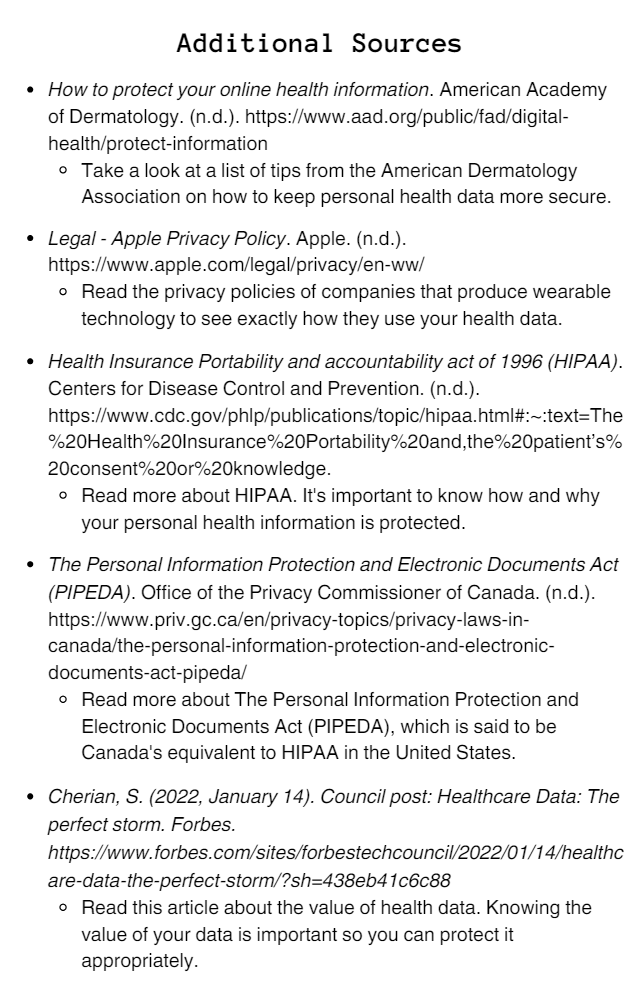 Additional Sources
• How to protect your online health information. American Academy
of Dermatology. (n.d.). https://www.aad.org/public/fad/digital-
health/protect-information
◦ Take a look at a list of tips from the American Dermatology
Association on how to keep personal health data more secure.
• Legal - Apple Privacy Policy. Apple. (n.d.).
https://www.apple.com/legal/privacy/en-ww/
◦ Read the privacy policies of companies that produce wearable
technology to see exactly how they use your health data.
• Health Insurance Portability and accountability act of 1996 (HIPAA).
Centers for Disease Control and Prevention. (n.d.).
https://www.cdc.gov/phlp/publications/topic/hipaa.html#:~:text=The
%20Health%20Insurance%20Portability%20and,the%20patient’s%
20consent%20or%20knowledge.
◦ Read more about HIPAA. It's important to know how and why
your personal health information is protected.
• The Personal Information Protection and Electronic Documents Act
(PIPEDA). Office of the Privacy Commissioner of Canada. (n.d.).
https://www.priv.gc.ca/en/privacy-topics/privacy-laws-in-
canada/the-personal-information-protection-and-electronic-
documents-act-pipeda/
◦ Read more about The Personal Information Protection and
Electronic Documents Act (PIPEDA), which is said to be
Canada's equivalent to HIPAA in the United States.
• Cherian, S. (2022, January 14). Council post: Healthcare Data: The
perfect storm. Forbes.
https://www.forbes.com/sites/forbestechcouncil/2022/01/14/healthc
are-data-the-perfect-storm/?sh=438eb41c6c88
◦ Read this article about the value of health data. Knowing the
value of your data is important so you can protect it
appropriately.